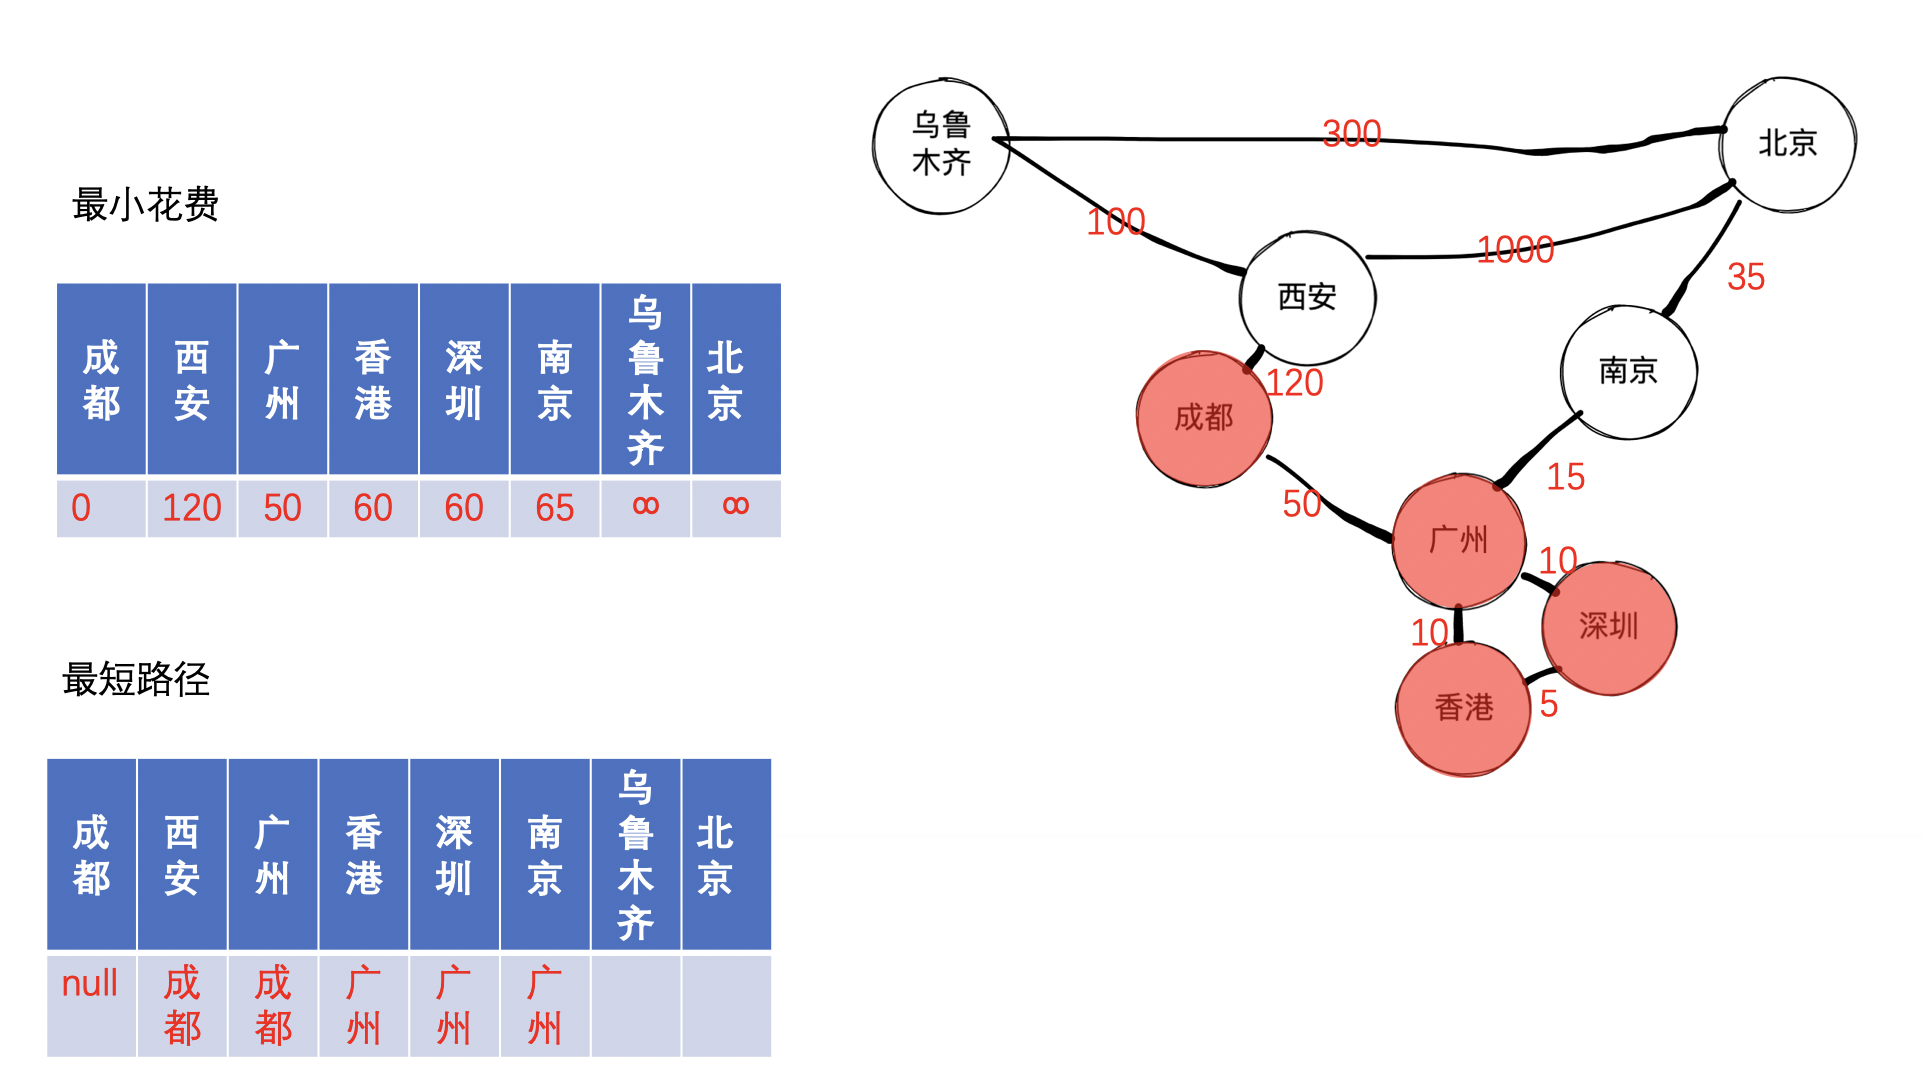 最小花费
成都 西安 广州 香港 深圳 南京 乌鲁木齐 北京
0 120 50 60 60 65 ∞ ∞
最短路径
成都 西安 广州 香港 深圳 南京 乌鲁木齐 北京
null 成都 成都 广州 广州 广州
乌鲁
木齐
300
北京
100
1000
西安
35
120
南京
成都
50
15
广州
10
深圳
10
香港
5